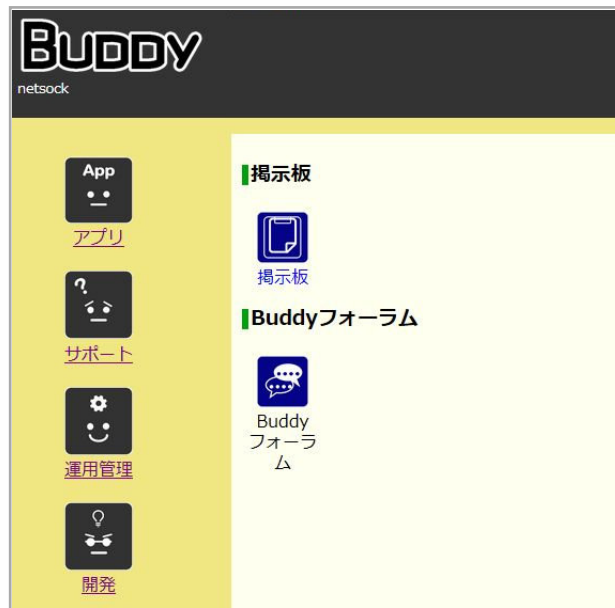 BUDDY
netsock
App
アプリ
?
サポート
運用管理
開発
掲示板
掲示板
Buddyフォーラム
Buddy
フォーラ
ム